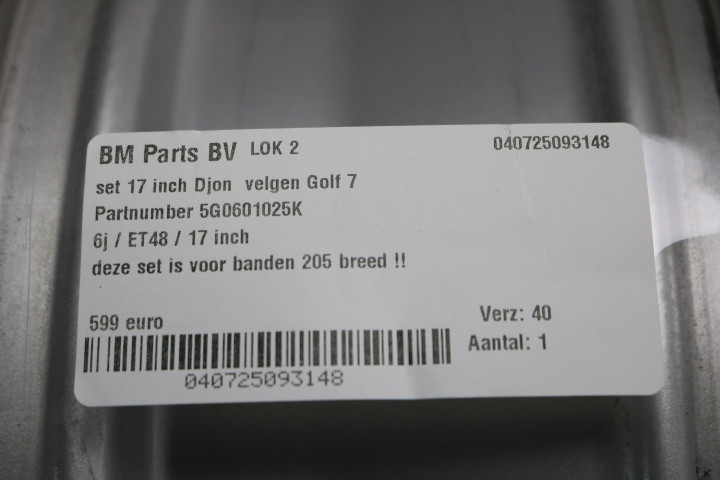 BM Parts BV LOK 2 040725093148
set 17 inch Djon velgen Golf 7
Partnumber 5G0601025K
6j / ET48 / 17 inch
deze set is voor banden 205 breed !!
599 euro Verz: 40
Aantal: 1
040725093148